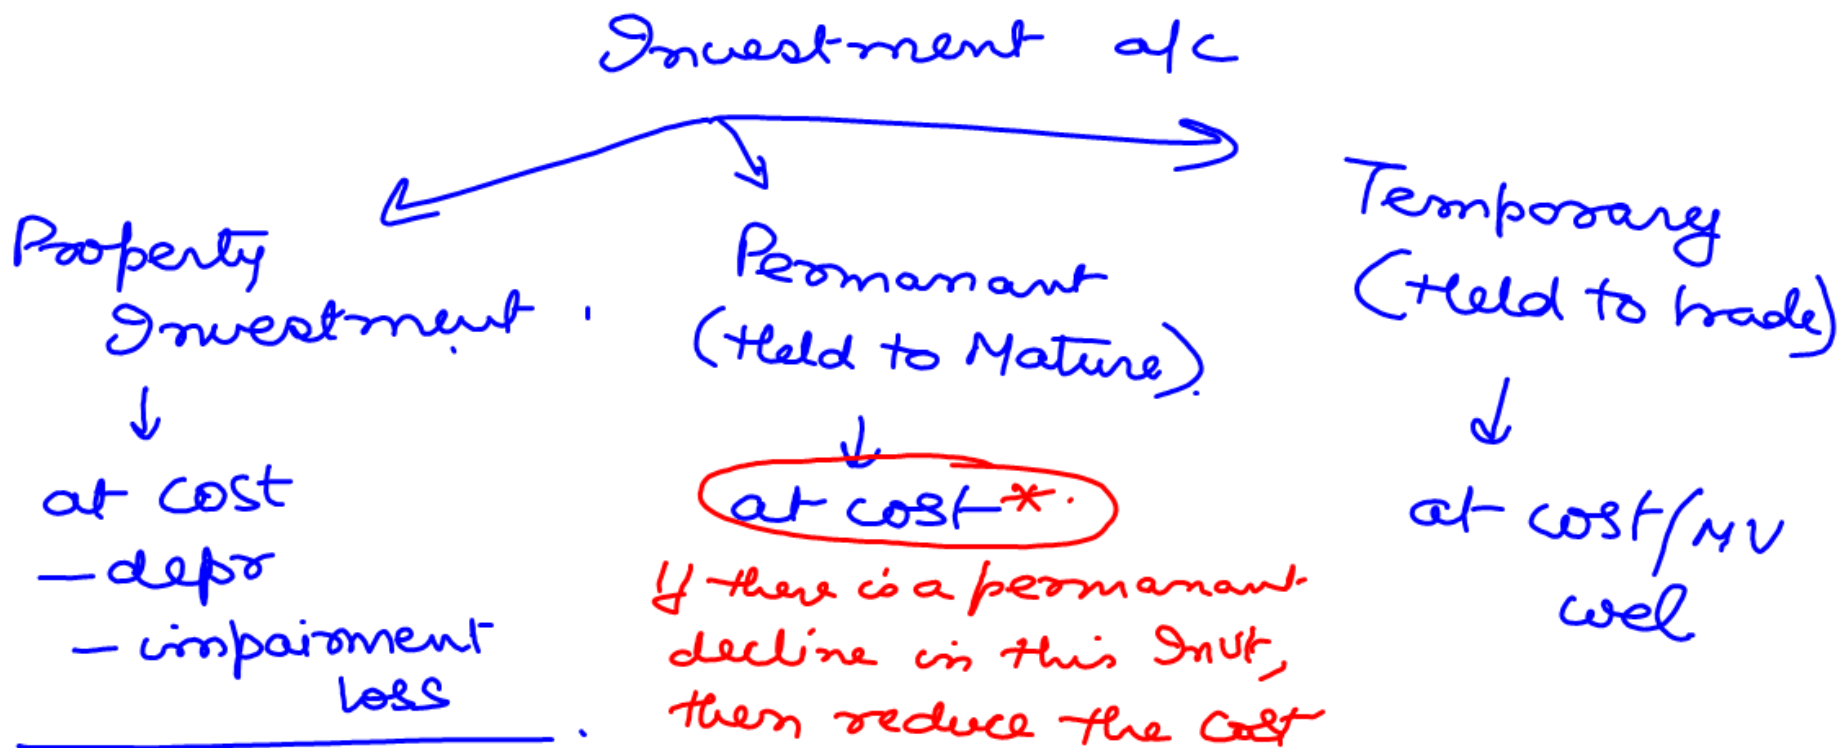 Investment a/c
Property
Investment.
at cost
- depr
- impairment
loss
Permanant
(Held to Mature)
at cost*
If there is a permanant
decline in this Invt,
then reduce the cost
Temporary
(Held to trade)
at cost/MV
wel